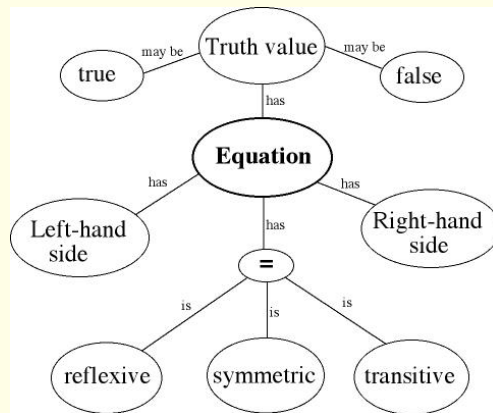 Truth value
may be
may be
true
false
has
Equation
has
has
Left-hand
side
has
Right-hand
side
=
is
is
is
reflexive
symmetric
transitive